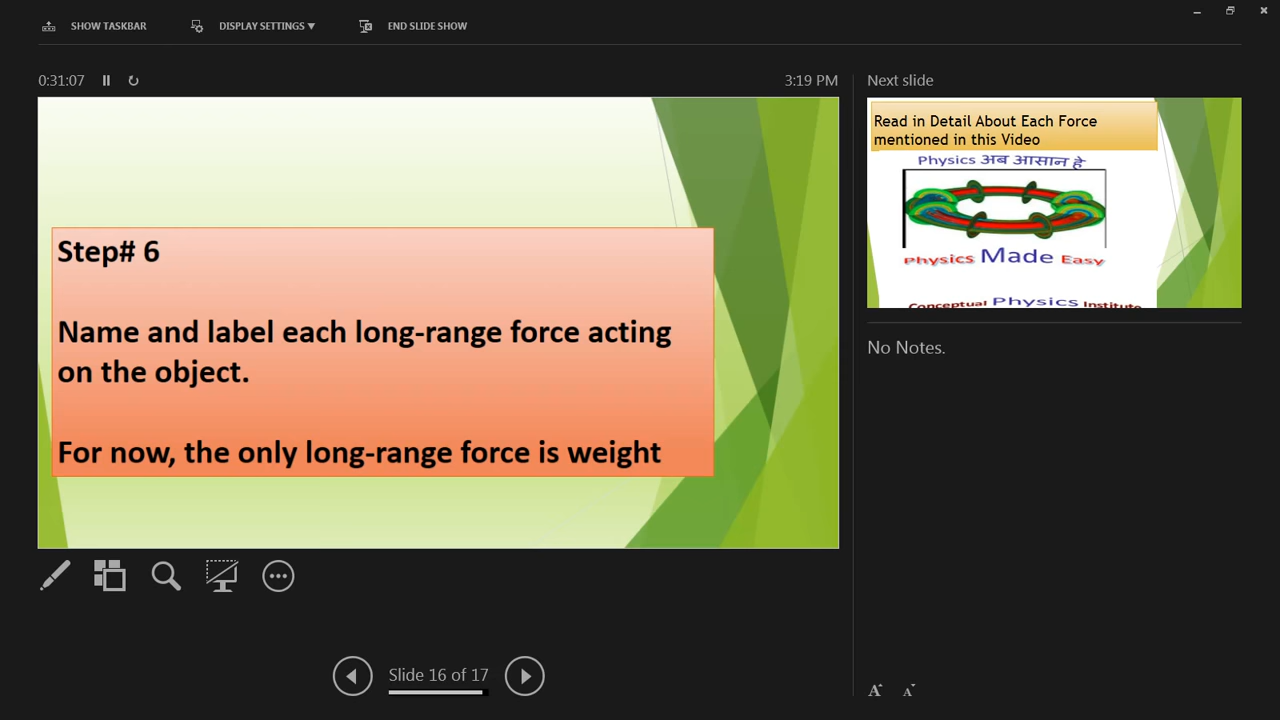 SHOW TASKBAR
DISPLAY SETTINGS ▼
END SLIDE SHOW
0:31:07
3:19 PM
Step# 6
Name and label each long-range force acting
on the object.
For now, the only long-range force is weight
Slide 16 of 17
Next slide
Read in Detail About Each Force
mentioned in this Video
Physics अब आसान हे
Physics Made Easy
Conceptual Physics Institute
No Notes.
A A